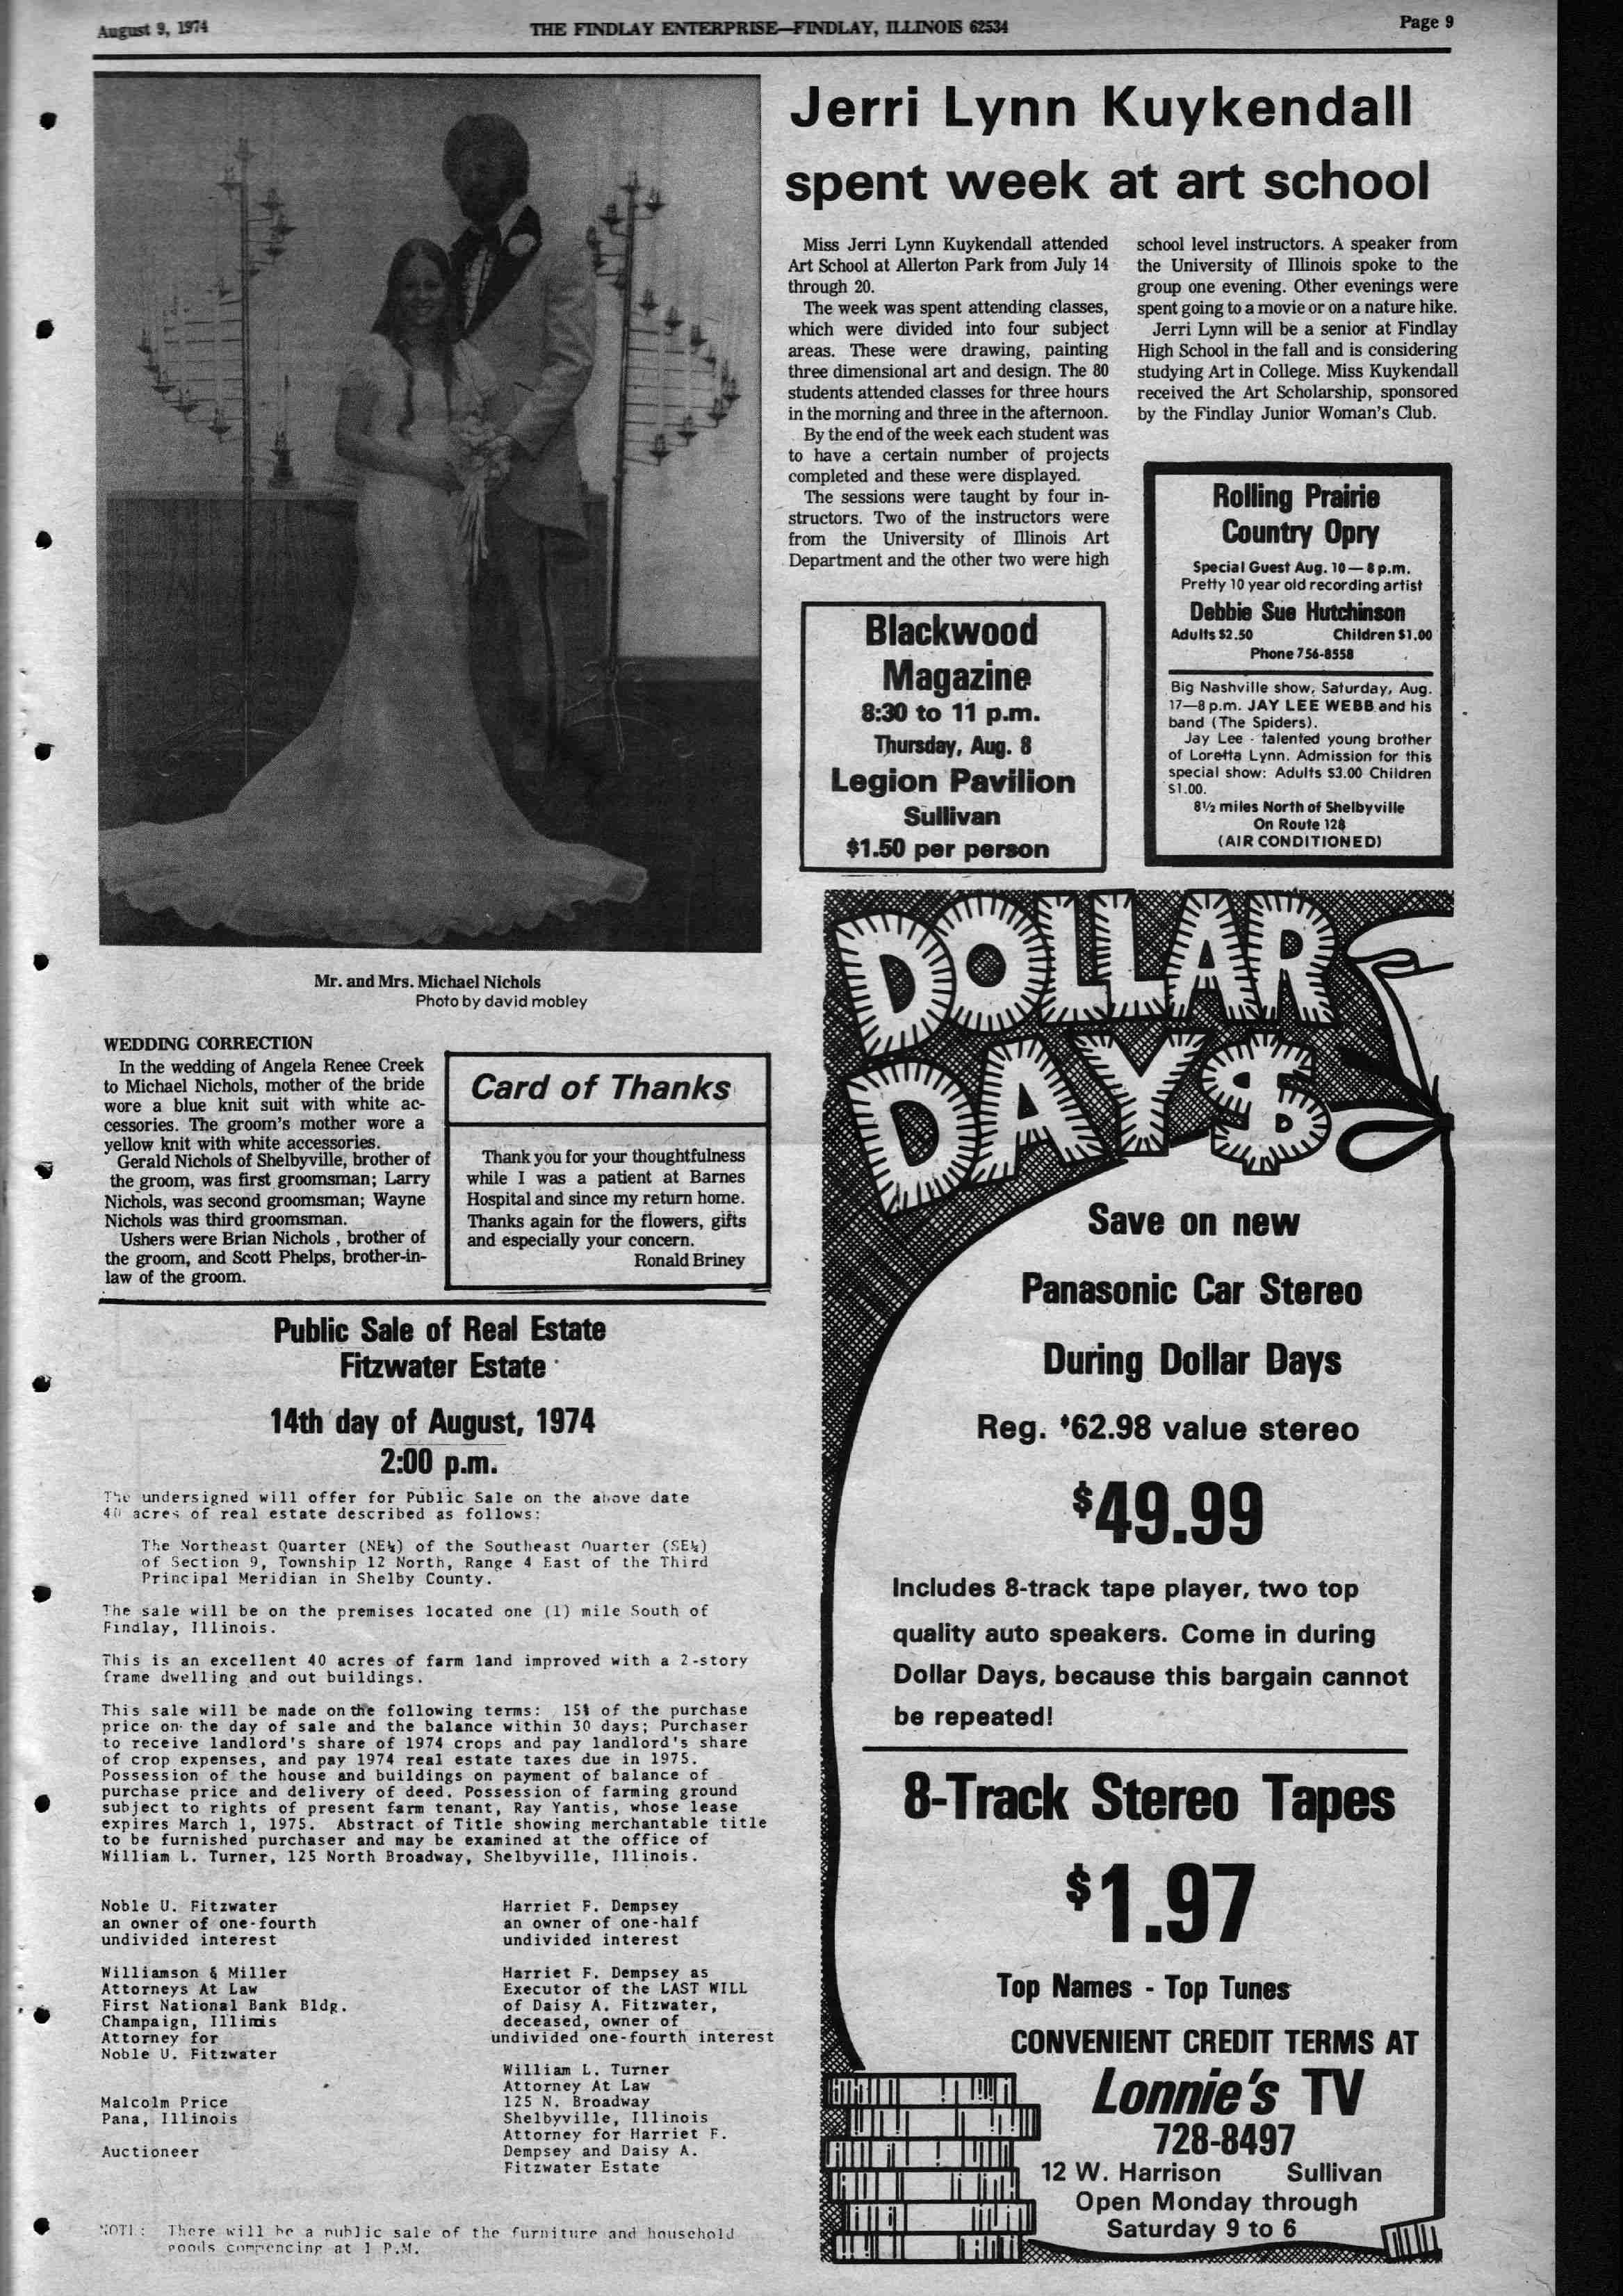 August 9, 1974
THE FINDLAY ENTERPRISE—FINDLAY, ILLINOIS 62534
Page 9
Mr. and Mrs. Michael Nichols
Photo by david mobley
WEDDING CORRECTION
In the wedding of Angela Renee Creek
to Michael Nichols, mother of the bride
wore a blue knit suit with white ac-
cessories. The groom's mother wore a
yellow knit with white accessories.
Gerald Nichols of Shelbyville, brother of
the groom, was first groomsman; Larry
Nichols, was second groomsman; Wayne
Nichols was third groomsman.
Ushers were Brian Nichols , brother of
the groom, and Scott Phelps, brother-in-
law of the groom.
Card of Thanks
Thank you for your thoughtfulness
while I was a patient at Barnes
Hospital and since my return home.
Thanks again for the flowers, gifts
and especially your concern.
Ronald Briney
Public Sale of Real Estate
Fitzwater Estate
14th day of August, 1974
2:00 p.m.
The undersigned will offer for Public Sale on the above date
40 acres of real estate described as follows:
The Northeast Quarter (NE¼) of the Southeast Quarter (SE¼)
of Section 9, Township 12 North, Range 4 East of the Third
Principal Meridian in Shelby County.
The sale will be on the premises located one (1) mile South of
Findlay, Illinois.
This is an excellent 40 acres of farm land improved with a 2-story
frame dwelling and out buildings.
This sale will be made on the following terms: 15% of the purchase
price on the day of sale and the balance within 30 days; Purchaser
to receive landlord's share of 1974 crops and pay landlord's share
of crop expenses, and pay 1974 real estate taxes due in 1975.
Possession of the house and buildings on payment of balance of
purchase price and delivery of deed. Possession of farming ground
subject to rights of present farm tenant, Ray Yantis, whose lease
expires March 1, 1975. Abstract of Title showing merchantable title
to be furnished purchaser and may be examined at the office of
William L. Turner, 125 North Broadway, Shelbyville, Illinois.
Noble U. Fitzwater
an owner of one-fourth
undivided interest
Williamson & Miller
Attorneys At Law
First National Bank Bldg.
Champaign, Illinois
Attorney for
Noble U. Fitzwater
Malcolm Price
Pana, Illinois
Auctioneer
Harriet F. Dempsey
an owner of one-half
undivided interest
Harriet F. Dempsey as
Executor of the LAST WILL
of Daisy A. Fitzwater,
deceased, owner of
undivided one-fourth interest
William L. Turner
Attorney At Law
125 N. Broadway
Shelbyville, Illinois
Attorney for Harriet F.
Dempsey and Daisy A.
Fitzwater Estate
NOTE: There will be a public sale of the furniture and household
goods commencing at 1 P.M.
Jerri Lynn Kuykendall
spent week at art school
Miss Jerri Lynn Kuykendall attended
Art School at Allerton Park from July 14
through 20.
The week was spent attending classes,
which were divided into four subject
areas. These were drawing, painting
three dimensional art and design. The 80
students attended classes for three hours
in the morning and three in the afternoon.
By the end of the week each student was
to have a certain number of projects
completed and these were displayed.
The sessions were taught by four in-
structors. Two of the instructors were
from the University of Illinois Art
Department and the other two were high
school level instructors. A speaker from
the University of Illinois spoke to the
group one evening. Other evenings were
spent going to a movie or on a nature hike.
Jerri Lynn will be a senior at Findlay
High School in the fall and is considering
studying Art in College. Miss Kuykendall
received the Art Scholarship, sponsored
by the Findlay Junior Woman's Club.
Blackwood
Magazine
8:30 to 11 p.m.
Thursday, Aug. 8
Legion Pavilion
Sullivan
$1.50 per person
Rolling Prairie
Country Opry
Special Guest Aug. 10 — 8 p.m.
Pretty 10 year old recording artist
Debbie Sue Hutchinson
Adults $2.50 Children $1.00
Phone 756-8558
Big Nashville show, Saturday, Aug.
17—8 p.m. JAY LEE WEBB and his
band (The Spiders).
Jay Lee - talented young brother
of Loretta Lynn. Admission for this
special show: Adults $3.00 Children
$1.00.
8½ miles North of Shelbyville
On Route 128
(AIR CONDITIONED)
DOLLAR
DAYS
Save on new
Panasonic Car Stereo
During Dollar Days
Reg. $62.98 value stereo
$49.99
Includes 8-track tape player, two top
quality auto speakers. Come in during
Dollar Days, because this bargain cannot
be repeated!
8-Track Stereo Tapes
$1.97
Top Names - Top Tunes
CONVENIENT CREDIT TERMS AT
Lonnie's TV
728-8497
12 W. Harrison Sullivan
Open Monday through
Saturday 9 to 6